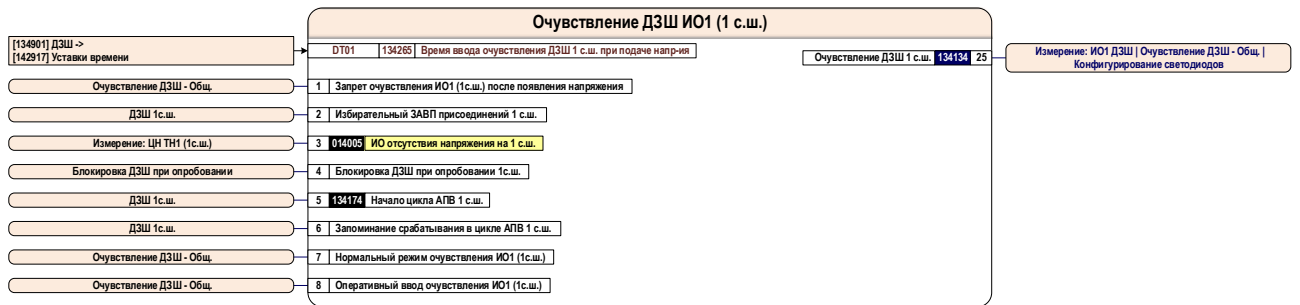 Очувствление ДЗШ ИО1 (1 с.ш.)
[134901] ДЗШ ->
[142917] Уставки времени
DT01 134265 Время ввода очувствления ДЗШ 1 с.ш. при подаче напр-ия
Очувствление ДЗШ 1 с.ш. 134134 25
Измерение: ИО1 ДЗШ | Очувствление ДЗШ - Общ. |
Конфигурирование светодиодов
Очувствление ДЗШ - Общ. 1 Запрет очувствления ИО1 (1с.ш.) после появления напряжения
ДЗШ 1с.ш. 2 Избирательный ЗАВП присоединений 1 с.ш.
Измерение: ЦН ТН1 (1с.ш.) 3 014005 ИО отсутствия напряжения на 1 с.ш.
Блокировка ДЗШ при опробовании 4 Блокировка ДЗШ при опробовании 1с.ш.
ДЗШ 1с.ш. 5 134174 Начало цикла АПВ 1 с.ш.
ДЗШ 1с.ш. 6 Запоминание срабатывания в цикле АПВ 1 с.ш.
Очувствление ДЗШ - Общ. 7 Нормальный режим очувствления ИО1 (1с.ш.)
Очувствление ДЗШ - Общ. 8 Оперативный ввод очувствления ИО1 (1с.ш.)